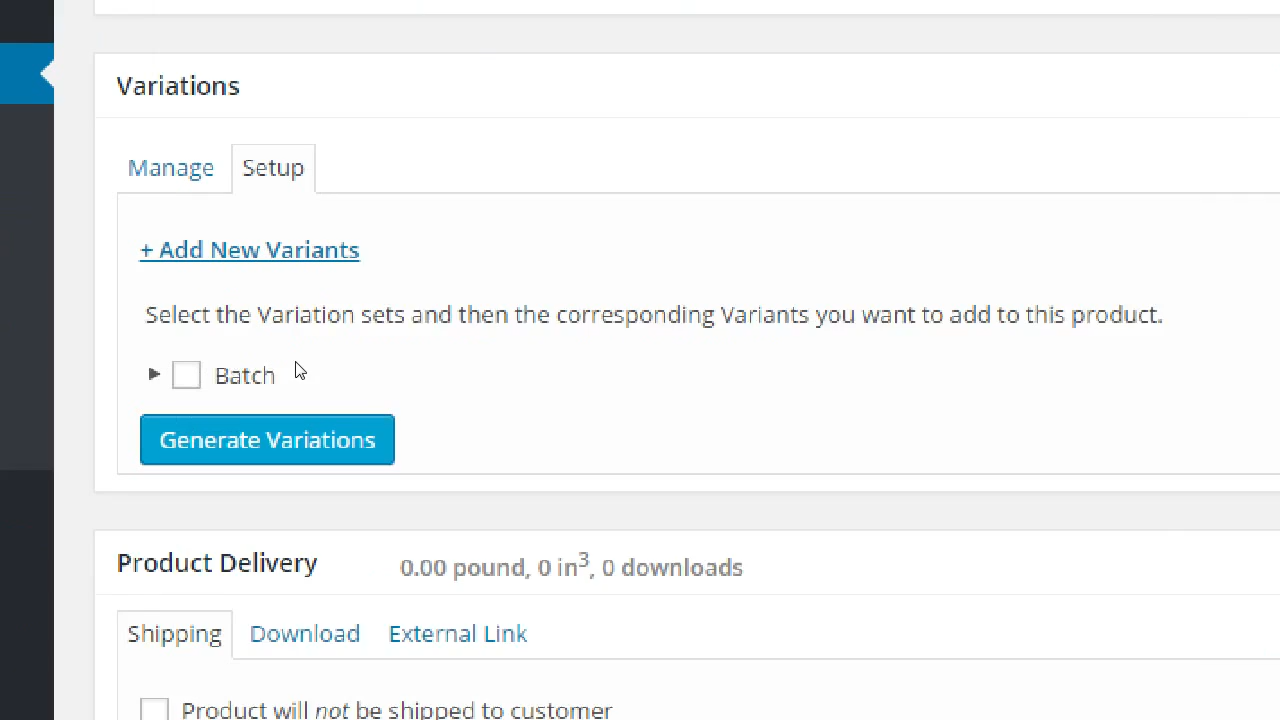 Variations
Manage Setup
+ Add New Variants
Select the Variation sets and then the corresponding Variants you want to add to this product.
Batch
Generate Variations
Product Delivery 0.00 pound, 0 in³, 0 downloads
Shipping Download External Link
Product will not be shipped to customer